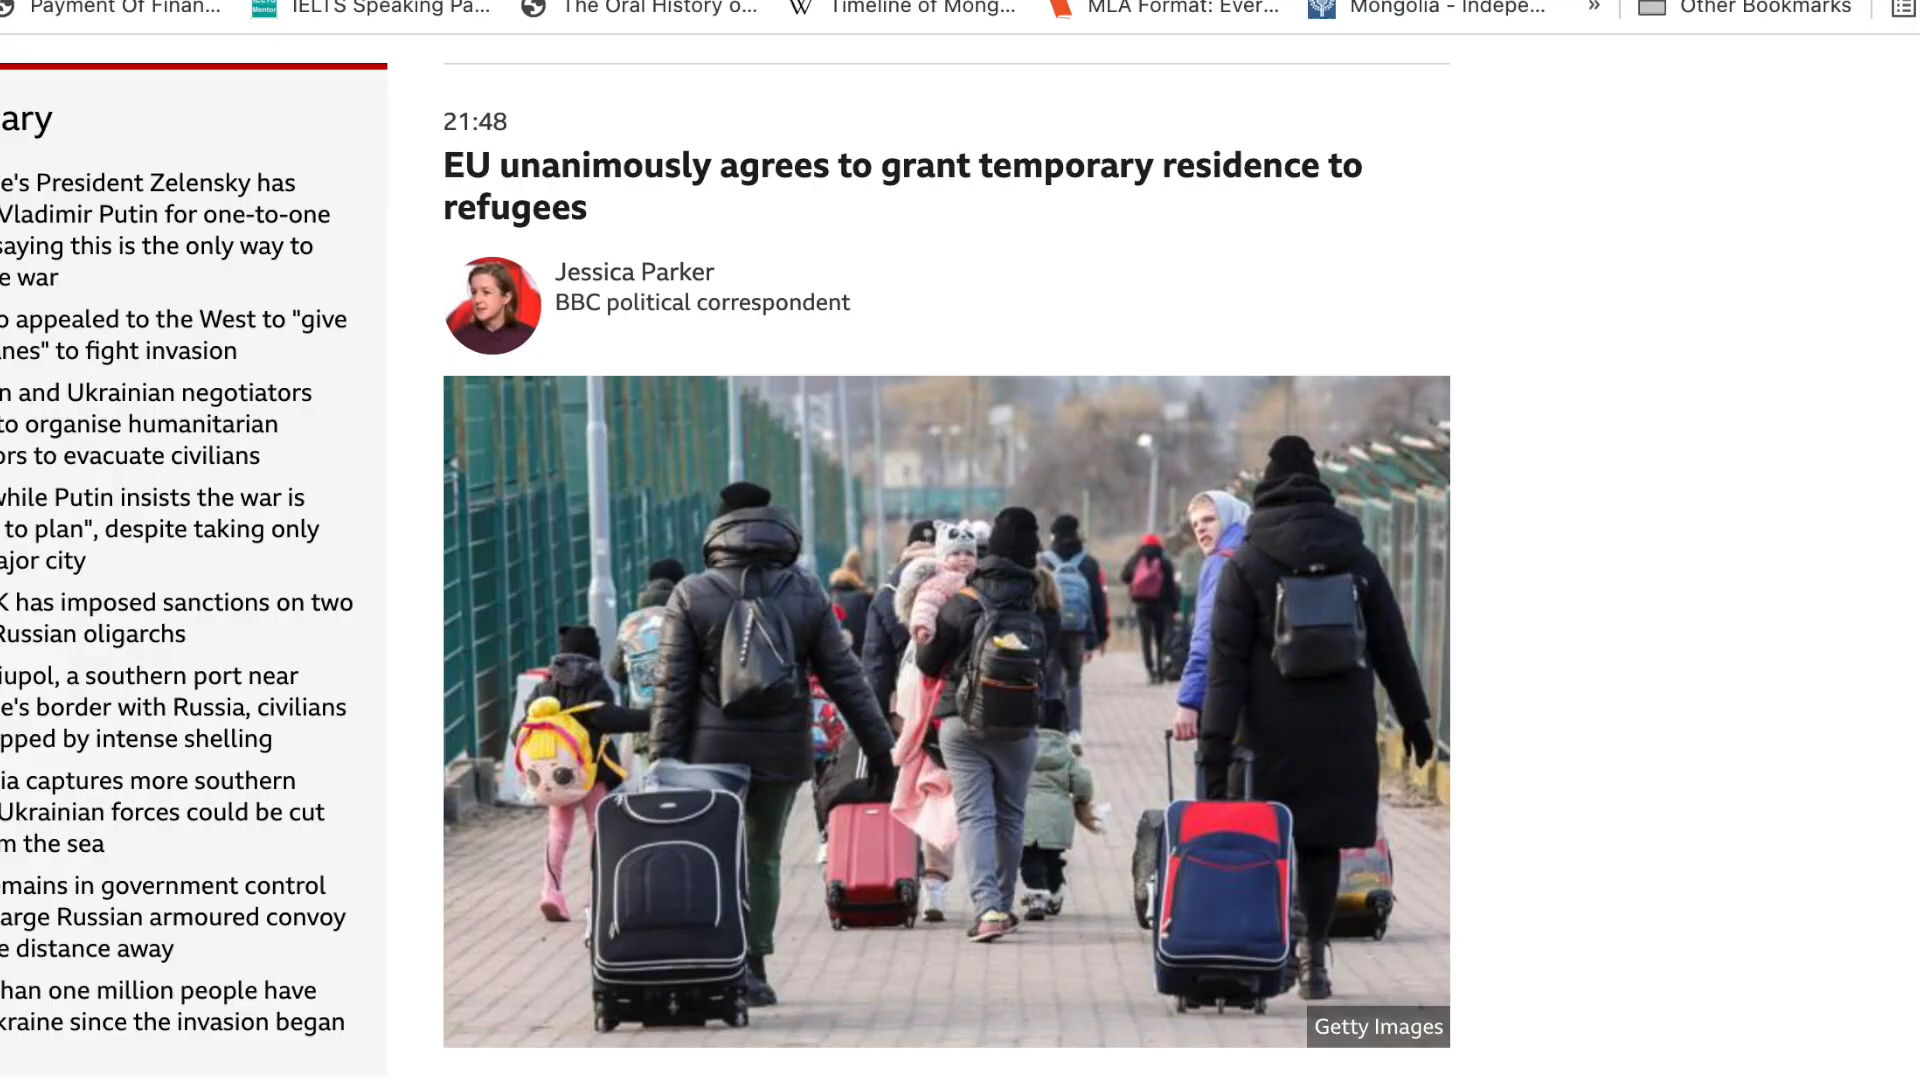 Payment Of Finan...
IELTS Speaking Pa...
The Oral History o...
Timeline of Mong...
MLA Format: Ever...
Mongolia - Indepe...
»
Other Bookmarks
ary
e's President Zelensky has
Vladimir Putin for one-to-one
saying this is the only way to
e war
o appealed to the West to "give
anes" to fight invasion
n and Ukrainian negotiators
to organise humanitarian
ors to evacuate civilians
while Putin insists the war is
to plan", despite taking only
ajor city
K has imposed sanctions on two
Russian oligarchs
iupol, a southern port near
e's border with Russia, civilians
pped by intense shelling
ia captures more southern
Ukrainian forces could be cut
m the sea
mains in government control
arge Russian armoured convoy
e distance away
han one million people have
kraine since the invasion began
21:48
EU unanimously agrees to grant temporary residence to
refugees
Jessica Parker
BBC political correspondent
Getty Images